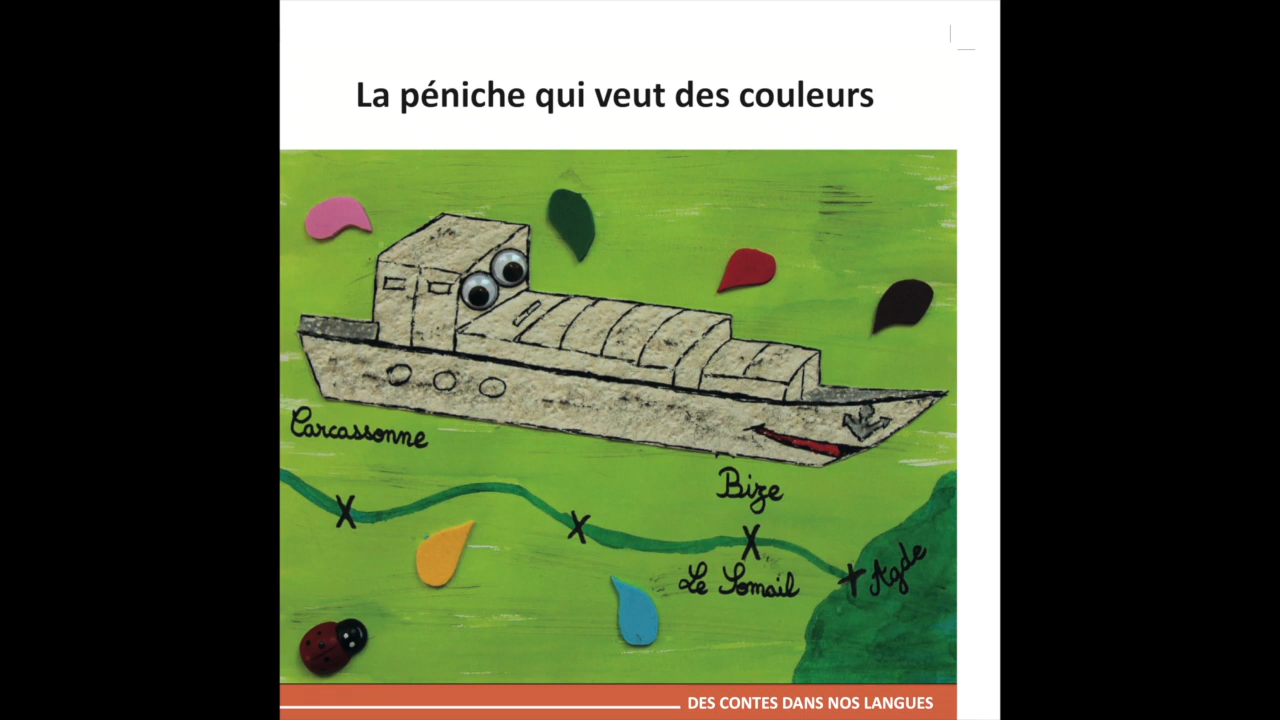 La péniche qui veut des couleurs
Carcassonne
Bize
Le Somail
Agde
DES CONTES DANS NOS LANGUES